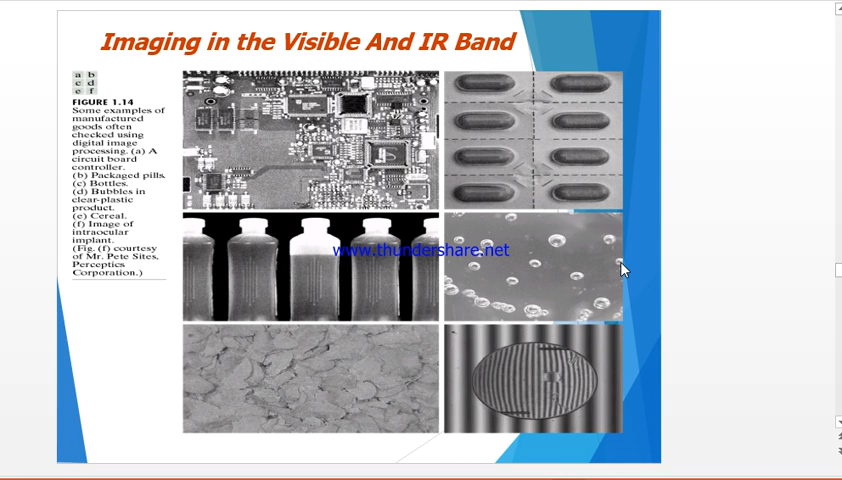 Imaging in the Visible And IR Band
a b
c d
e f
FIGURE 1.14
Some examples of
manufactured
goods often
checked using
digital image
processing. (a) A
circuit board
controller.
(b) Packaged pills.
(c) Bottles.
(d) Bubbles in
clear-plastic
product.
(e) Cereal.
(f) Image of
intraocular
implant.
(Fig. (f) courtesy
of Mr. Pete Sites,
Perceptics
Corporation.)
www.thundershare.net